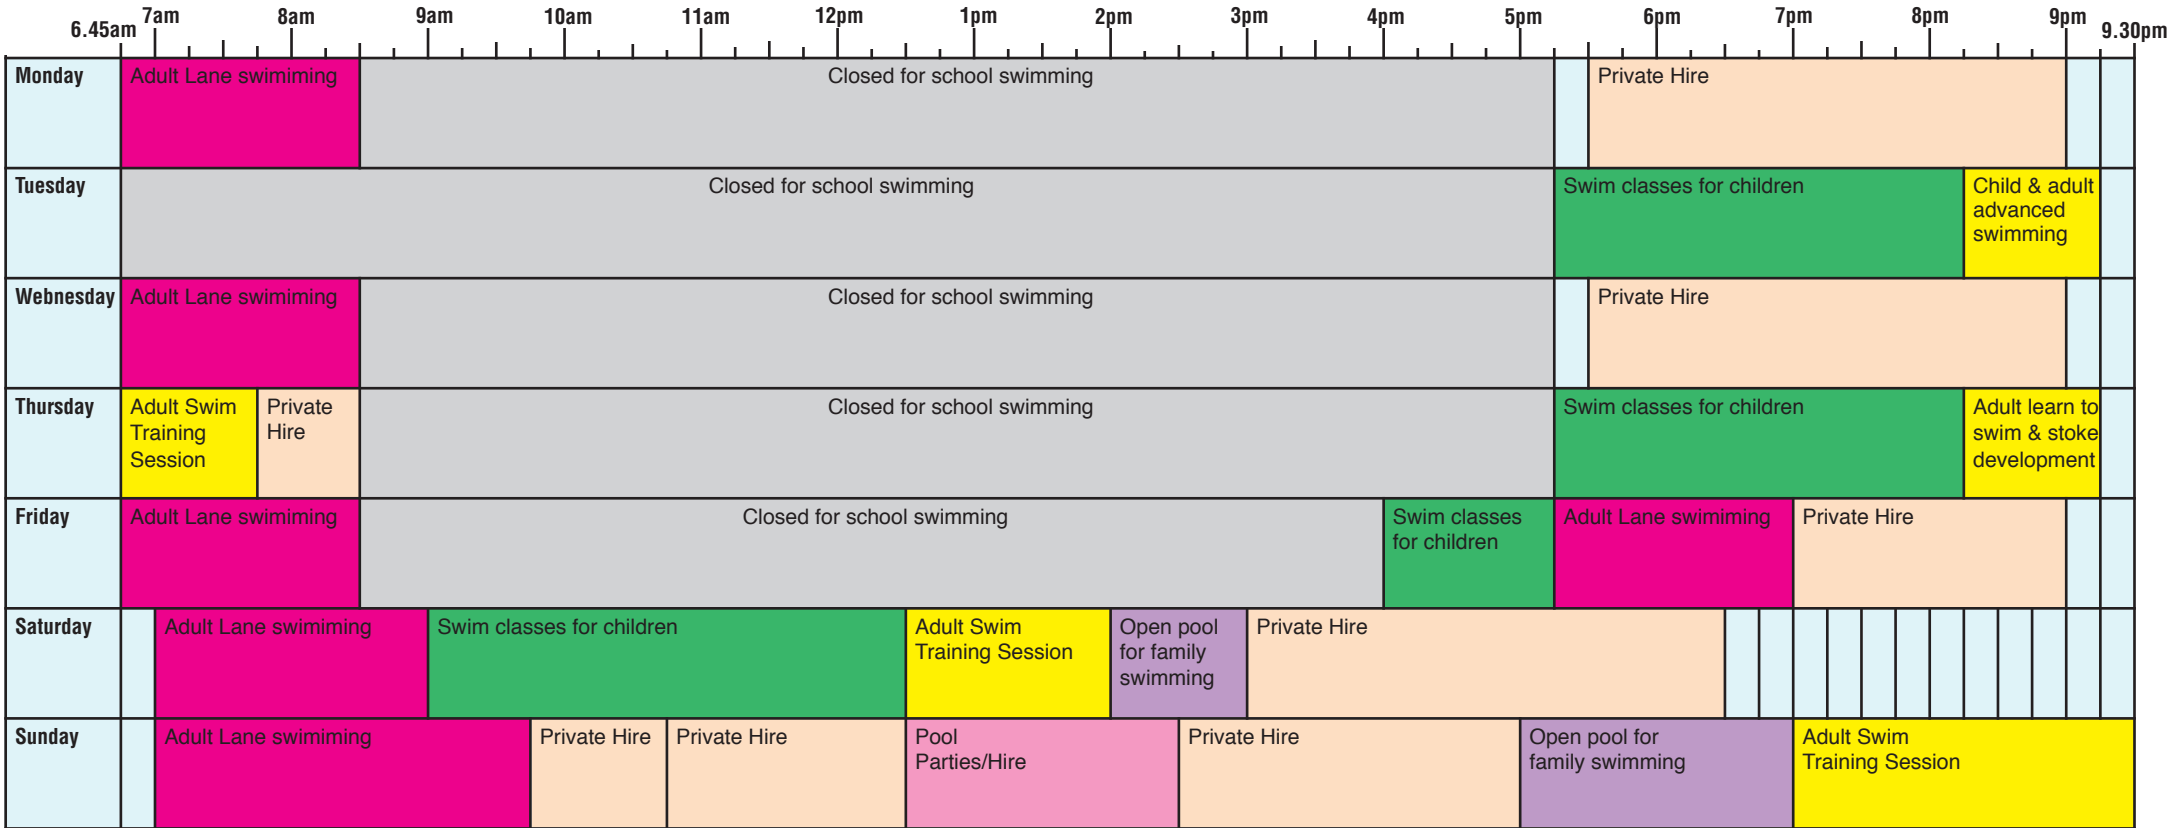 6.45am 7am 8am 9am 10am 11am 12pm 1pm 2pm 3pm 4pm 5pm 6pm 7pm 8pm 9pm 9.30pm
Monday Adult Lane swimiming Closed for school swimming Private Hire
Tuesday Closed for school swimming Swim classes for children Child & adult
advanced
swimming
Webnesday Adult Lane swimiming Closed for school swimming Private Hire
Thursday Adult Swim Private Closed for school swimming Swim classes for children Adult learn to
Training Hire swim & stoke
Session development
Friday Adult Lane swimiming Closed for school swimming Swim classes Adult Lane swimiming Private Hire
for children
Saturday Adult Lane swimiming Swim classes for children Adult Swim Open pool Private Hire
Training Session for family
swimming
Sunday Adult Lane swimiming Private Hire Private Hire Pool Private Hire Open pool for Adult Swim
Parties/Hire family swimming Training Session